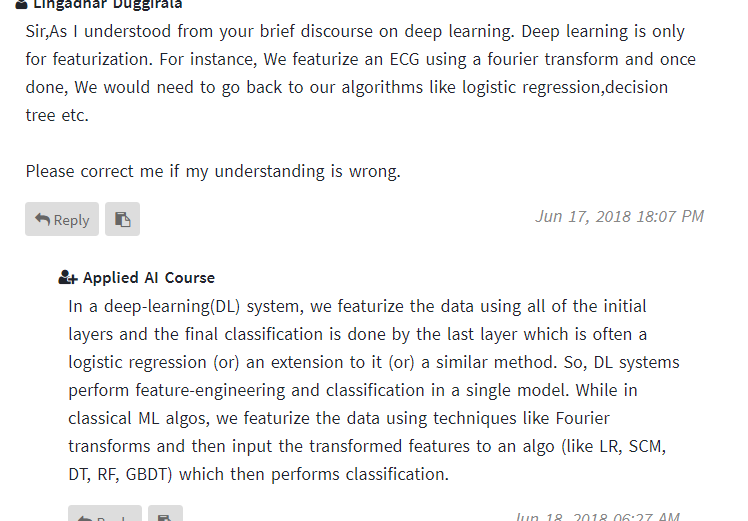 Lingadhar Duggirala
Sir,As I understood from your brief discourse on deep learning. Deep learning is only
for featurization. For instance, We featurize an ECG using a fourier transform and once
done, We would need to go back to our algorithms like logistic regression,decision
tree etc.
Please correct me if my understanding is wrong.
Reply
Jun 17, 2018 18:07 PM
Applied AI Course
In a deep-learning(DL) system, we featurize the data using all of the initial
layers and the final classification is done by the last layer which is often a
logistic regression (or) an extension to it (or) a similar method. So, DL systems
perform feature-engineering and classification in a single model. While in
classical ML algos, we featurize the data using techniques like Fourier
transforms and then input the transformed features to an algo (like LR, SCM,
DT, RF, GBDT) which then performs classification.
Reply
Jun 18, 2018 06:27 AM